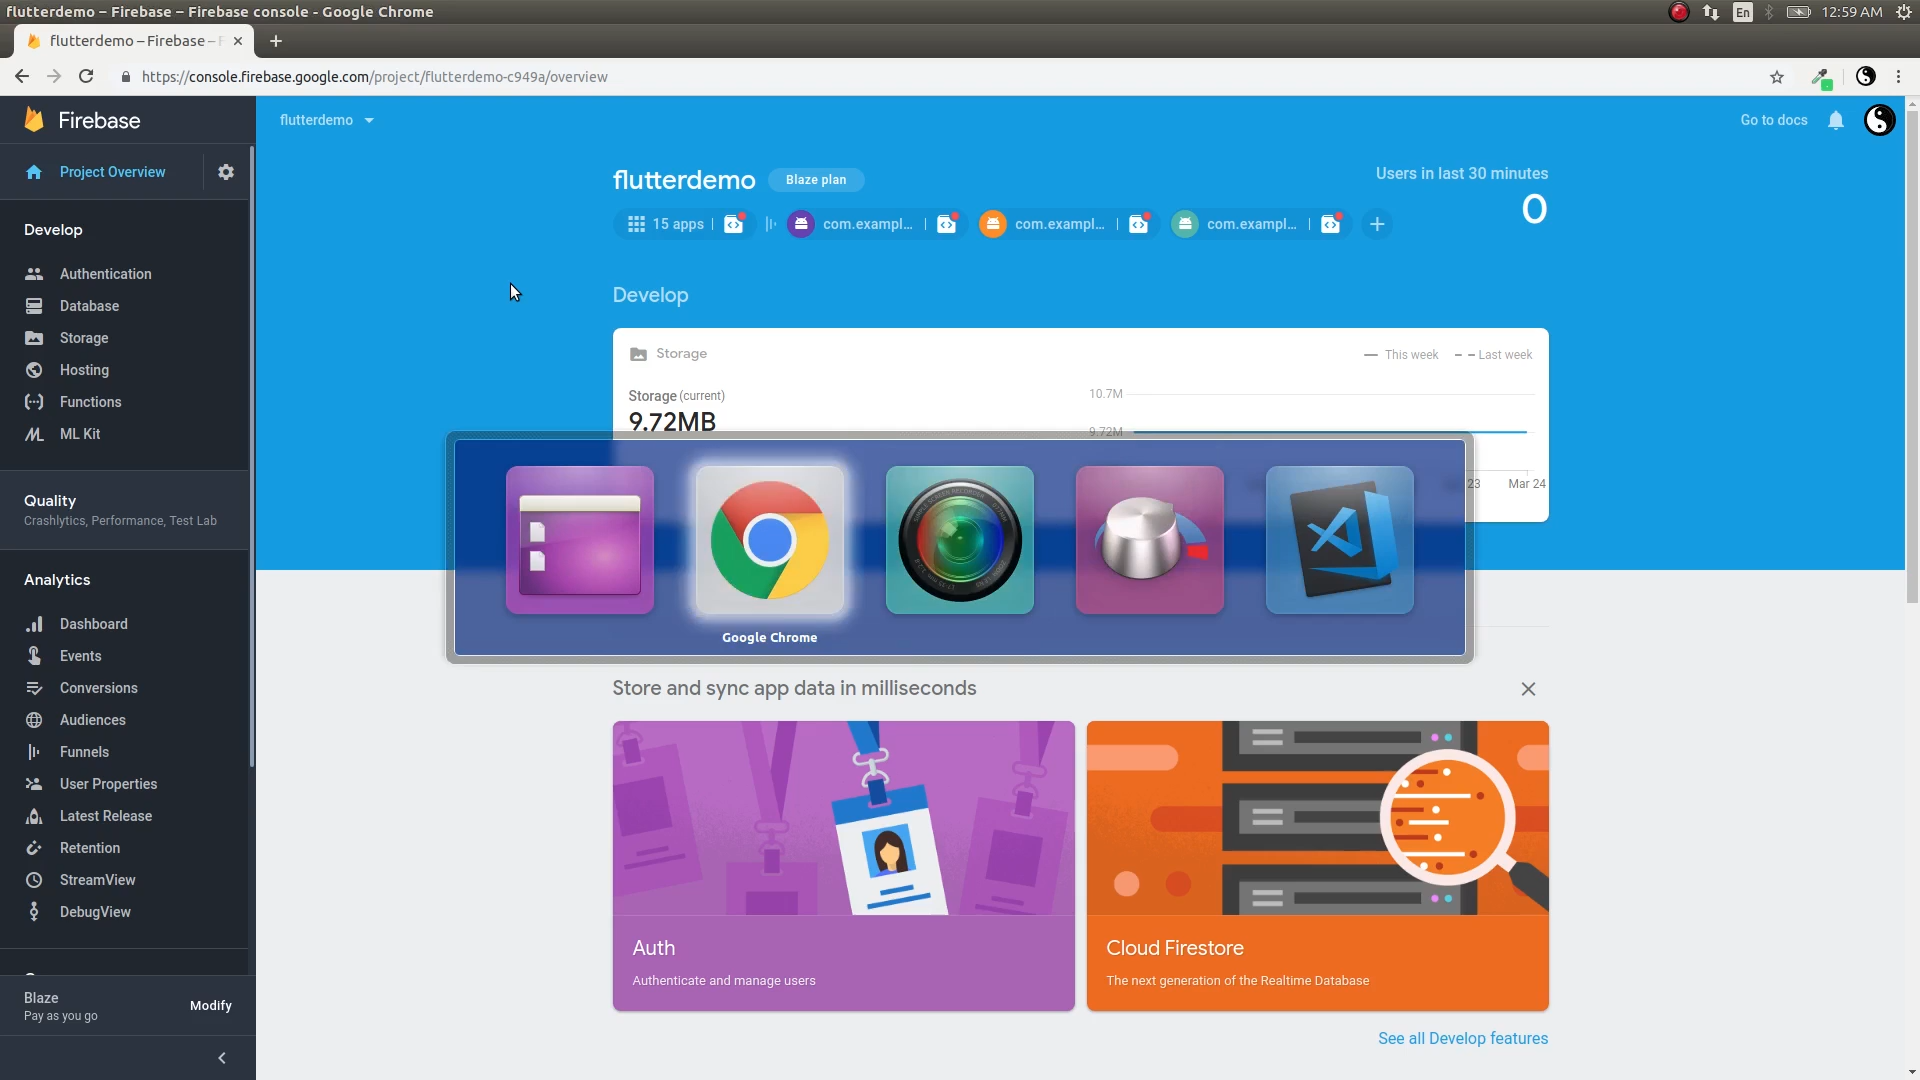 flutterdemo – Firebase – Firebase console - Google Chrome
En
12:59 AM
flutterdemo – Firebase –
https://console.firebase.google.com/project/flutterdemo-c949a/overview
Firebase
flutterdemo
Go to docs
Project Overview
flutterdemo
Blaze plan
Users in last 30 minutes
0
15 apps
com.exampl...
com.exampl...
com.exampl...
Develop
Authentication
Database
Storage
Hosting
Functions
ML Kit
Develop
Storage
This week
Last week
Storage (current)
9.72MB
10.7M
9.72M
23
Mar 24
Google Chrome
Quality
Crashlytics, Performance, Test Lab
Analytics
Dashboard
Events
Conversions
Audiences
Funnels
User Properties
Latest Release
Retention
StreamView
DebugView
Store and sync app data in milliseconds
Auth
Authenticate and manage users
Cloud Firestore
The next generation of the Realtime Database
See all Develop features
Blaze
Pay as you go
Modify